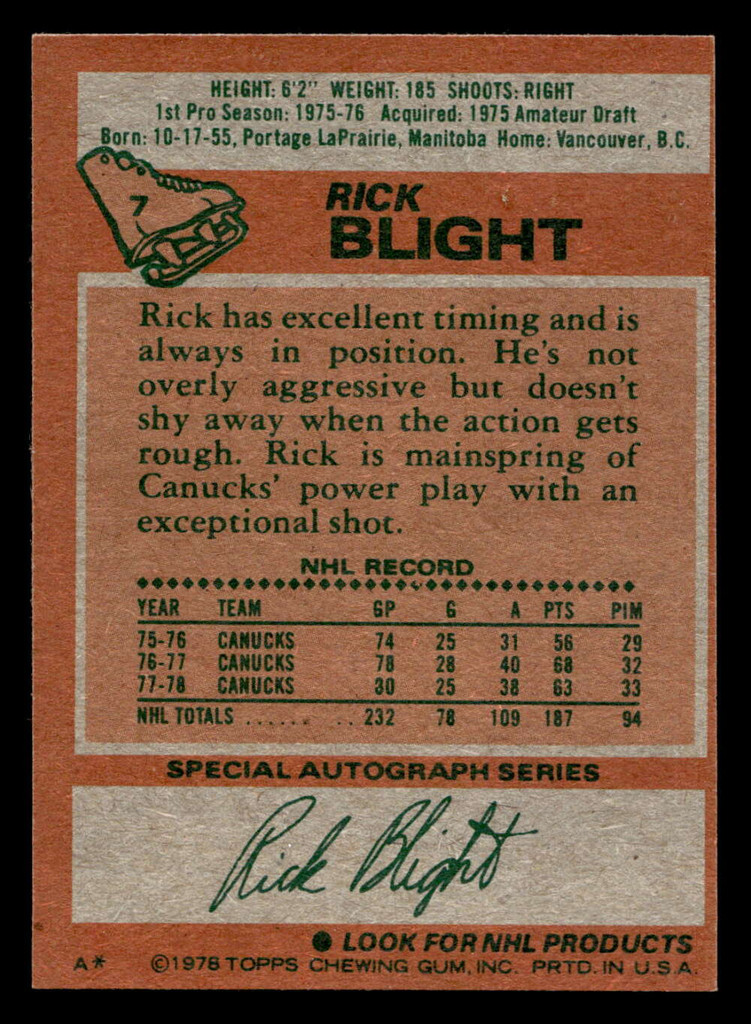 HEIGHT: 6'2" WEIGHT: 185 SHOOTS: RIGHT
1st Pro Season: 1975-76 Acquired: 1975 Amateur Draft
Born: 10-17-55, Portage LaPrairie, Manitoba Home: Vancouver, B.C.
7
RICK
BLIGHT
Rick has excellent timing and is
always in position. He's not
overly aggressive but doesn't
shy away when the action gets
rough. Rick is mainspring of
Canucks' power play with an
exceptional shot.
NHL RECORD
YEAR TEAM GP G A PTS PIM
75-76 CANUCKS 74 25 31 56 29
76-77 CANUCKS 78 28 40 68 32
77-78 CANUCKS 80 25 38 63 33
NHL TOTALS ...... .. 232 78 109 187 94
SPECIAL AUTOGRAPH SERIES
Rick Blight
● LOOK FOR NHL PRODUCTS
A* ©1978 TOPPS CHEWING GUM, INC. PRTD. IN U.S.A.